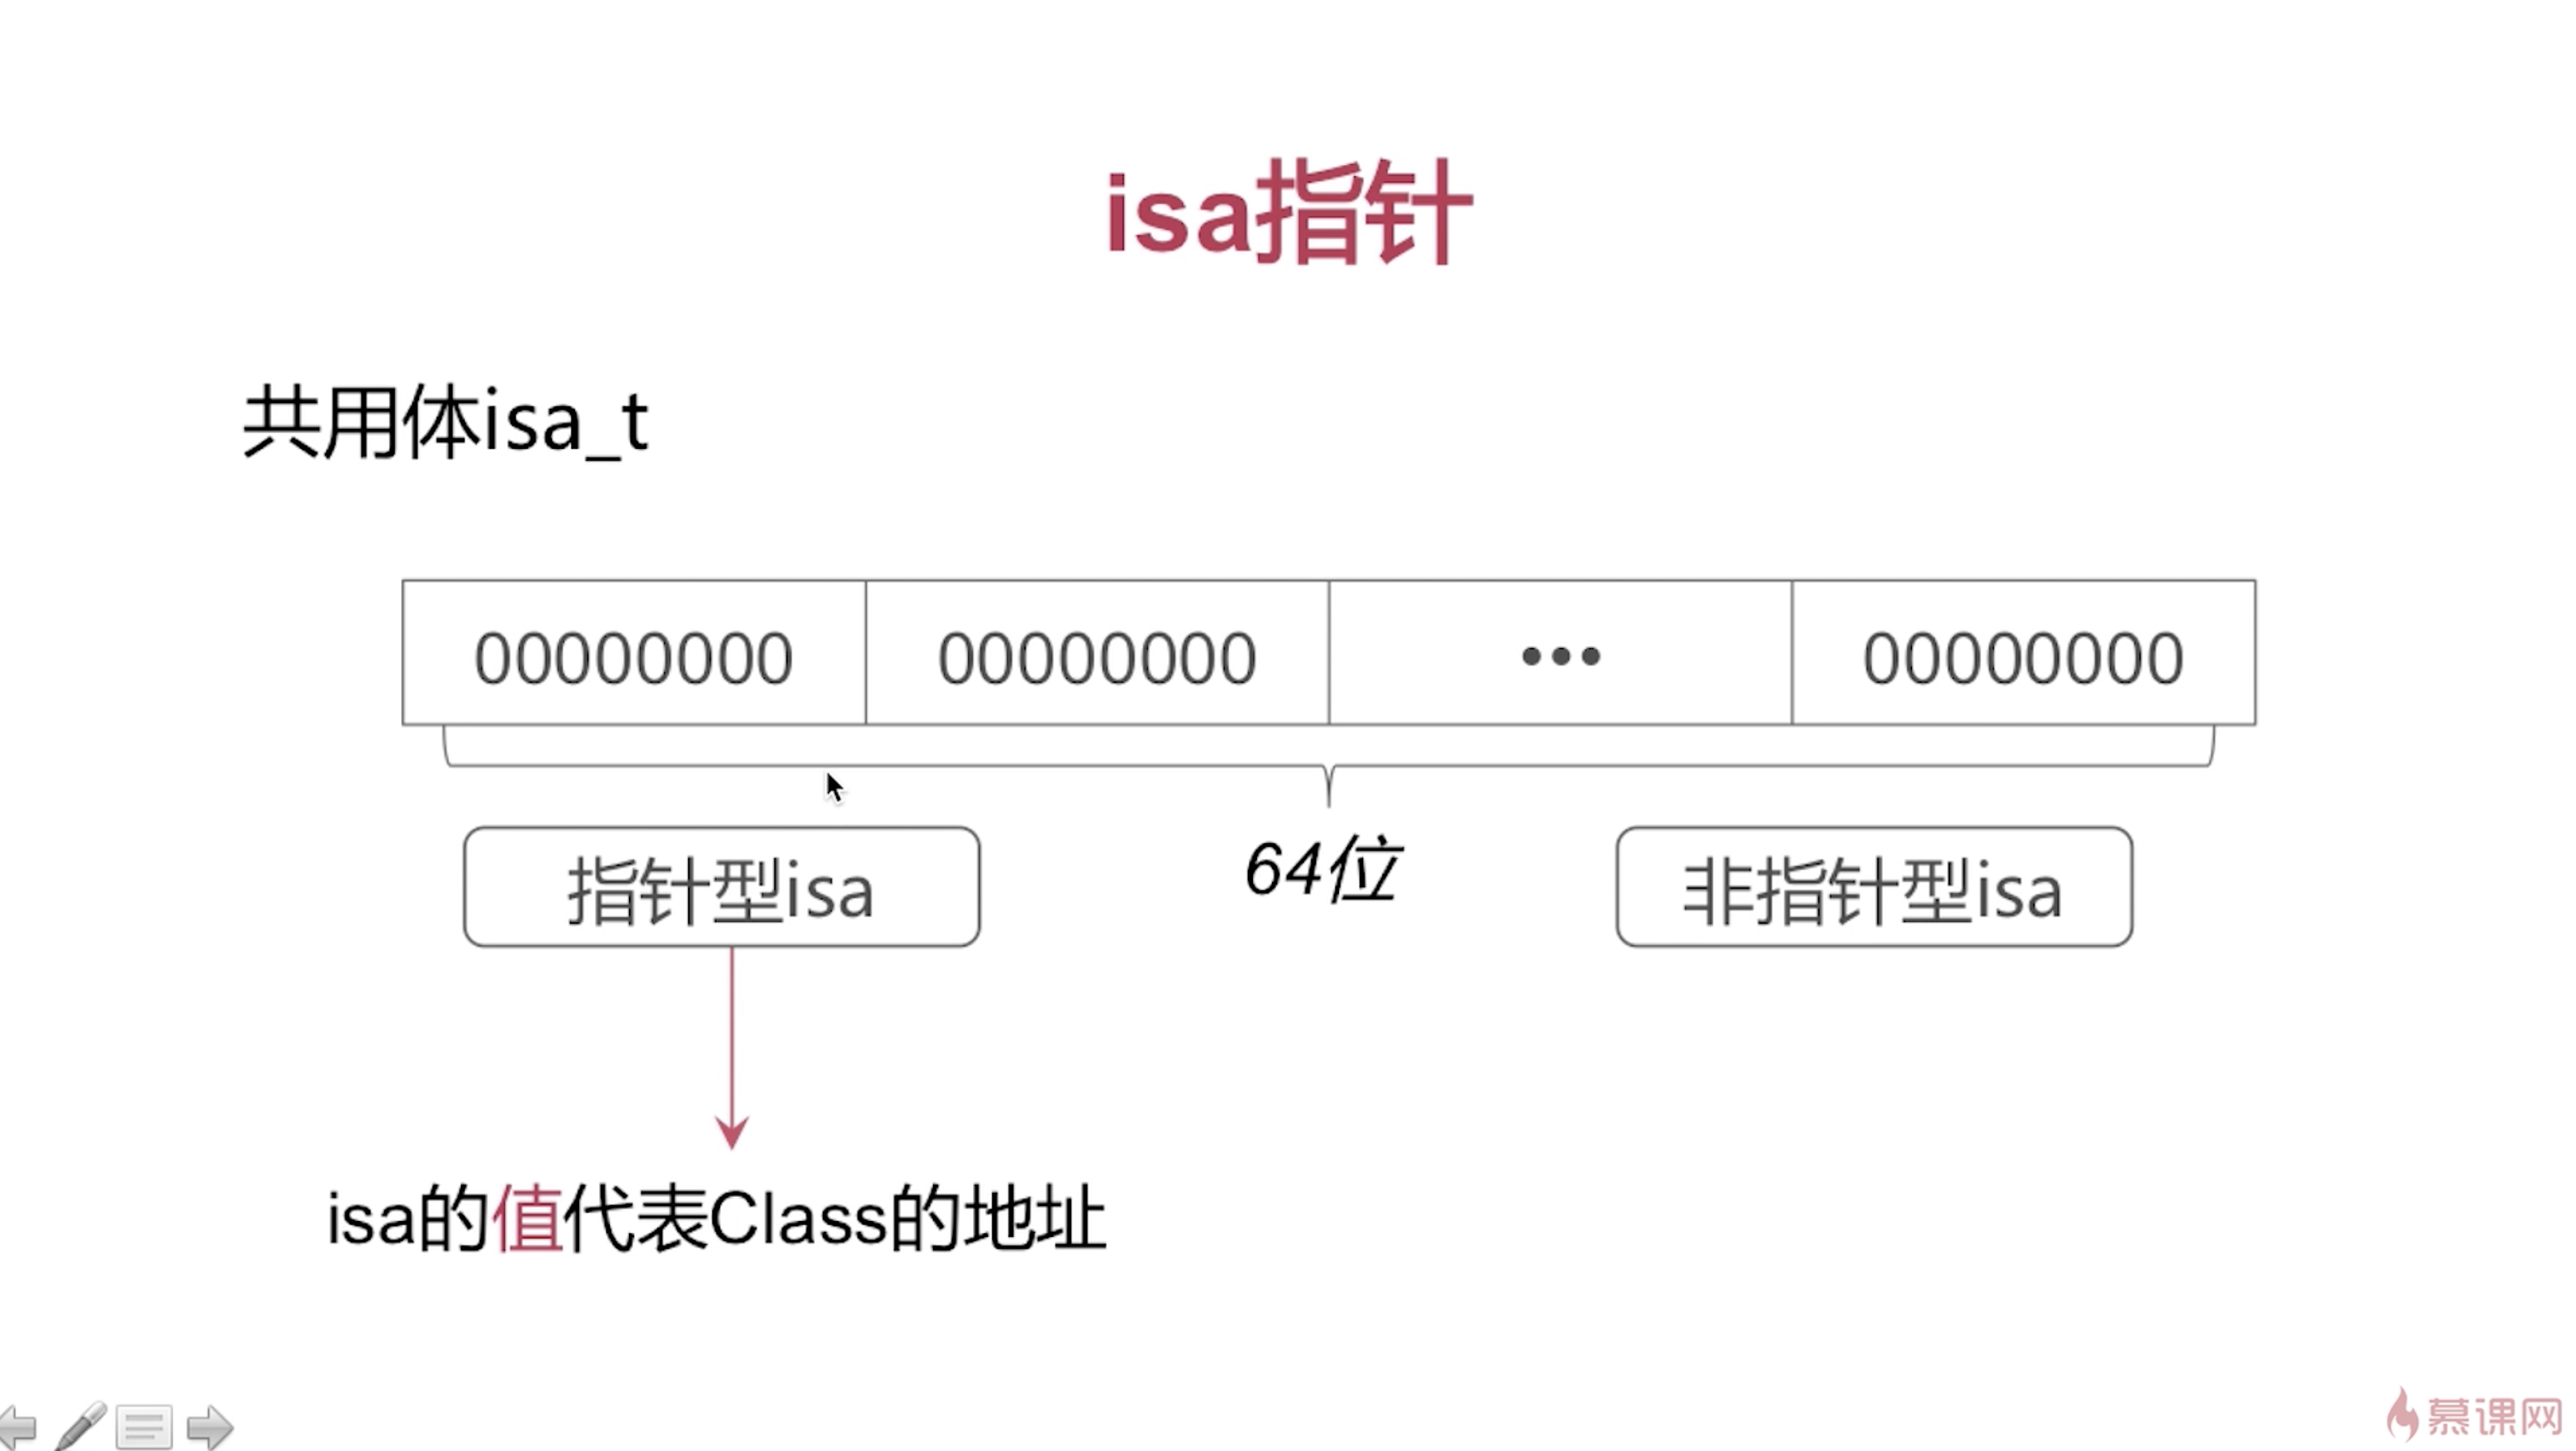 isa指针
共用体isa_t
00000000 00000000 ••• 00000000
指针型isa 64位 非指针型isa
isa的值代表Class的地址
慕课网